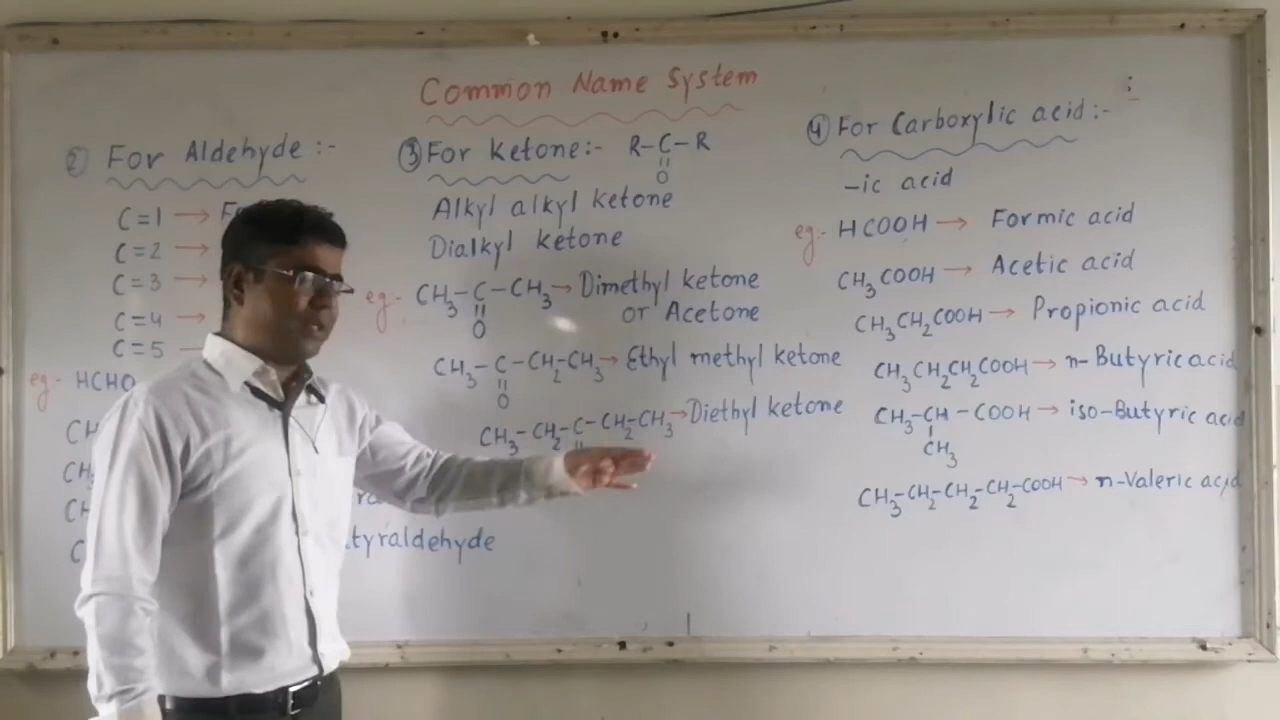 Common Name System
② For Aldehyde :-
C=1 →
C=2 →
C=3 →
C=4 →
C=5
eg- HCHO
tyraldehyde
③ For Ketone:- R-C-R
O
Alkyl alkyl ketone
Dialkyl ketone
eg- CH3-C-CH3 → Dimethyl ketone
O or Acetone
CH3-C-CH2-CH3 → Ethyl methyl ketone
O
CH3-CH2-C-CH2-CH3 → Diethyl ketone
④ For Carboxylic acid:-
-ic acid
eg- HCOOH → Formic acid
CH3COOH → Acetic acid
CH3CH2COOH → Propionic acid
CH3CH2CH2COOH → n-Butyric acid
CH3-CH-COOH → iso-Butyric acid
CH3
CH3-CH2-CH2-CH2-COOH → n-Valeric acid